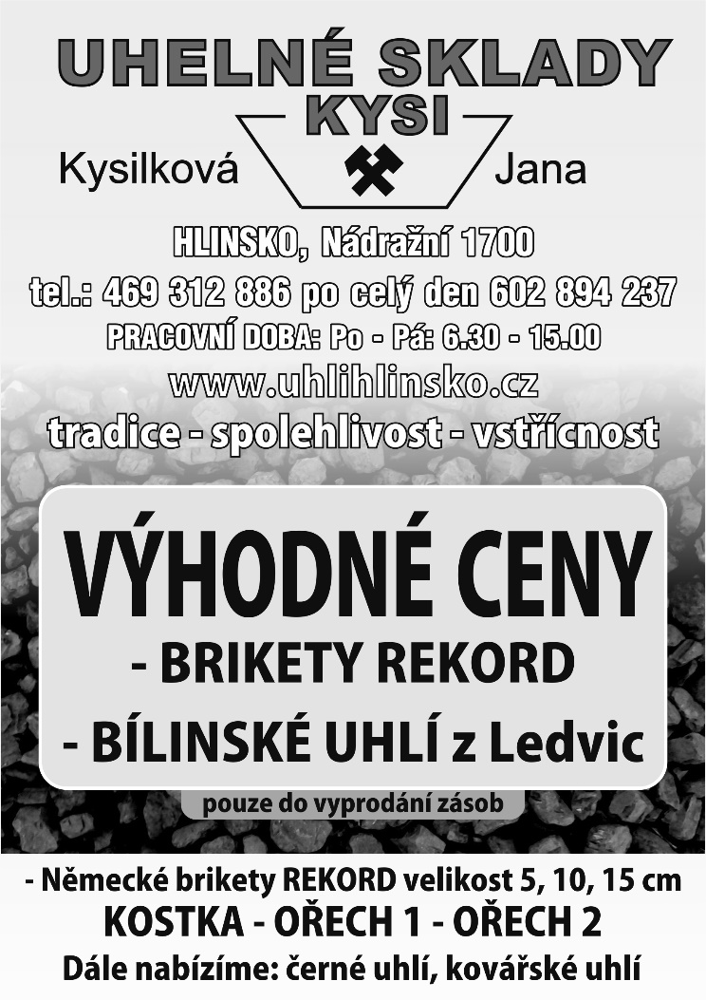 UHELNÉ SKLADY
KYSI
Kysilková Jana
HLINSKO, Nádražní 1700
tel.: 469 312 886 po celý den 602 894 237
PRACOVNÍ DOBA: Po - Pá: 6.30 - 15.00
www.uhlihlinsko.cz
tradice - spolehlivost - vstřícnost
VÝHODNÉ CENY
- BRIKETY REKORD
- BÍLINSKÉ UHLÍ z Ledvic
pouze do vyprodání zásob
- Německé brikety REKORD velikost 5, 10, 15 cm
KOSTKA - OŘECH 1 - OŘECH 2
Dále nabízíme: černé uhlí, kovářské uhlí